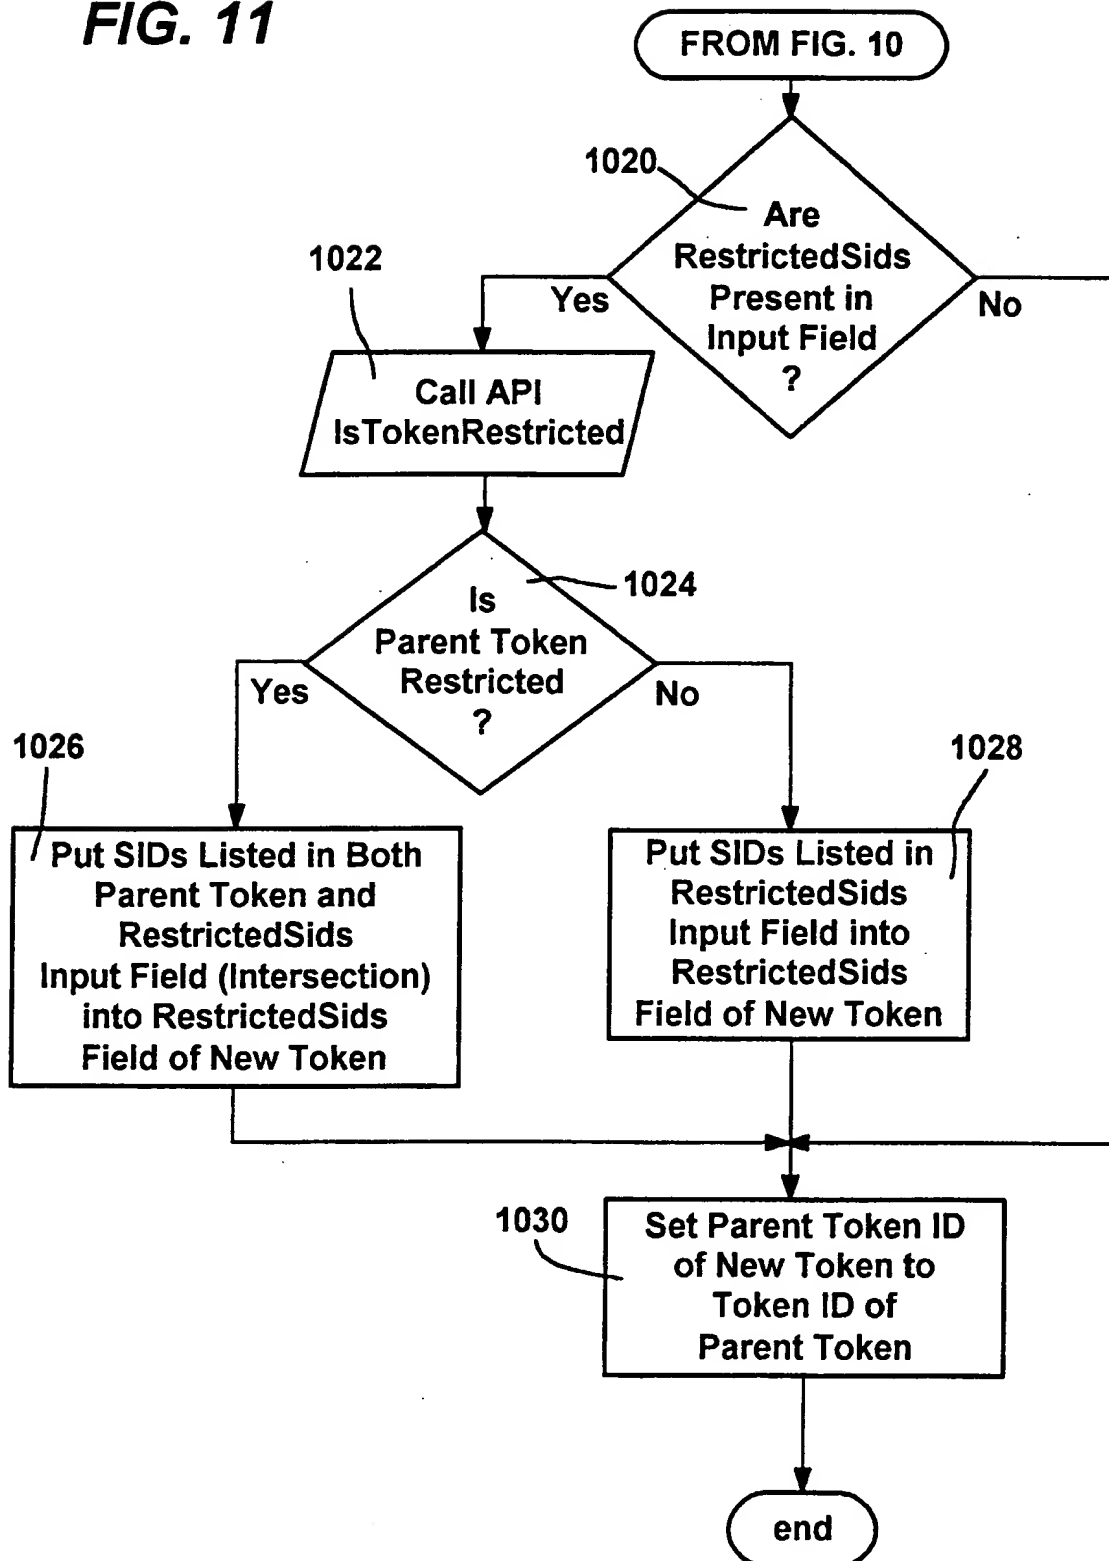 FIG. 11
FROM FIG. 10
1020
Are
RestrictedSids
Present in
Input Field
?
Yes
No
1022
Call API
IsTokenRestricted
1024
Is
Parent Token
Restricted
?
Yes
No
1026
Put SIDs Listed in Both
Parent Token and
RestrictedSids
Input Field (Intersection)
into RestrictedSids
Field of New Token
1028
Put SIDs Listed in
RestrictedSids
Input Field into
RestrictedSids
Field of New Token
1030
Set Parent Token ID
of New Token to
Token ID of
Parent Token
end